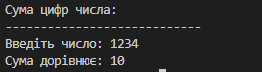 Сума цифр числа:
----------------------------
Введіть число: 1234
Сума дорівнює: 10